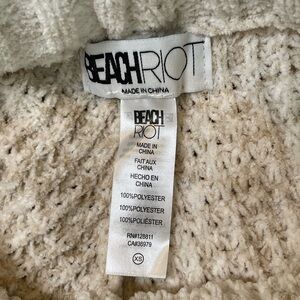 BEACHRIOT
MADE IN CHINA
BEACH
RIOT
MADE IN
CHINA
FAIT AUX
CHINA
HECHO EN
CHINA
100%POLYESTER
100%POLYESTER
100%POLIÉSTER
RN#128811
CA#36979
XS